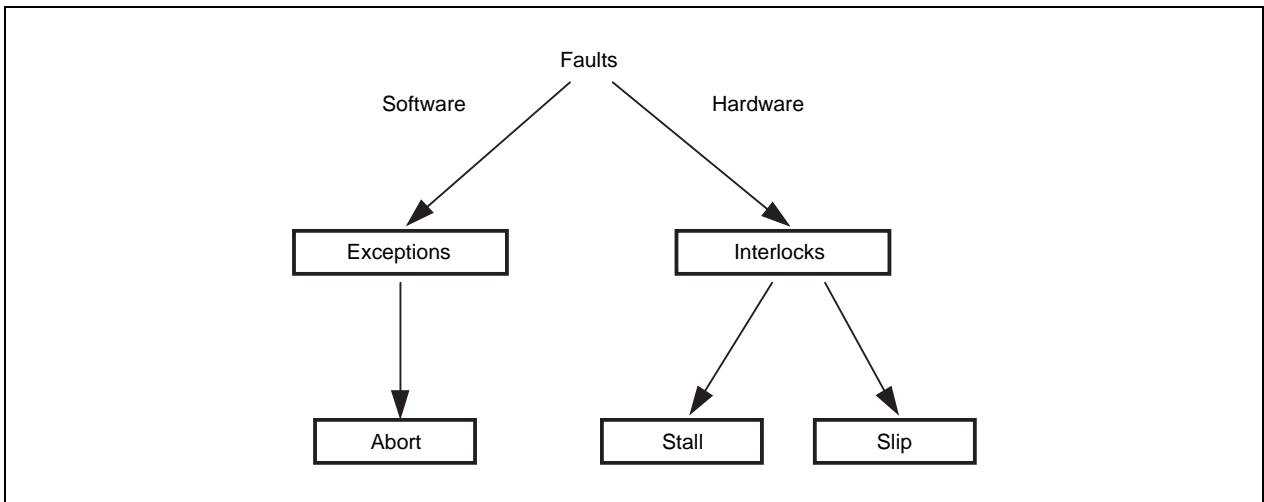 Faults
Software
Hardware
Exceptions
Interlocks
Abort
Stall
Slip